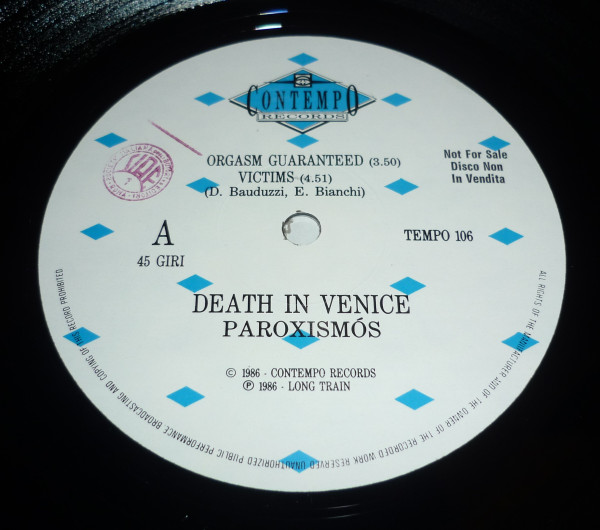 CONTEMPO
RECORDS
ORGASM GUARANTEED (3.50)
VICTIMS (4.51)
(D. Bauduzzi, E. Bianchi)
Not For Sale
Disco Non
In Vendita
A
45 GIRI
TEMPO 106
DEATH IN VENICE
PAROXISMÓS
© 1986 - CONTEMPO RECORDS
℗ 1986 - LONG TRAIN
ALL RIGHTS OF THE MANUFACTURER AND OF THE OWNER OF THE RECORDED WORK RESERVED UNAUTHORIZED PUBLIC PERFORMANCE BROADCASTING AND COPYING OF THIS RECORD PROHIBITED